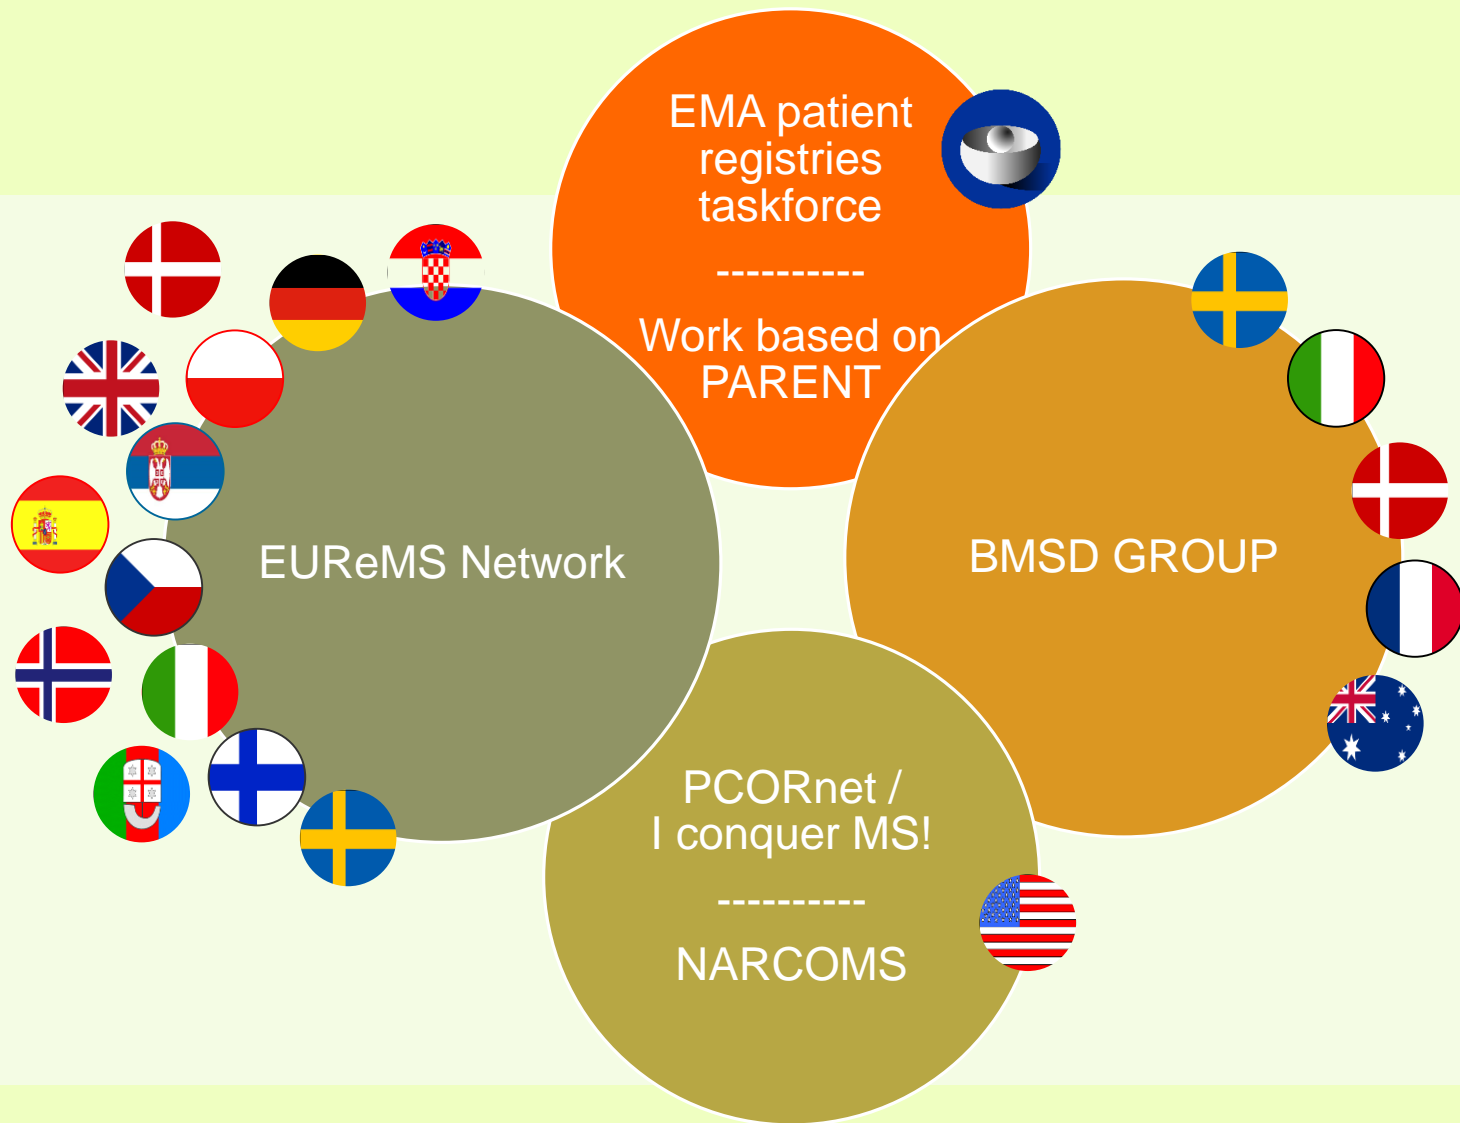 EMA patient
registries
taskforce
----------
Work based on
PARENT
EUReMS Network
BMSD GROUP
PCORnet /
I conquer MS!
----------
NARCOMS